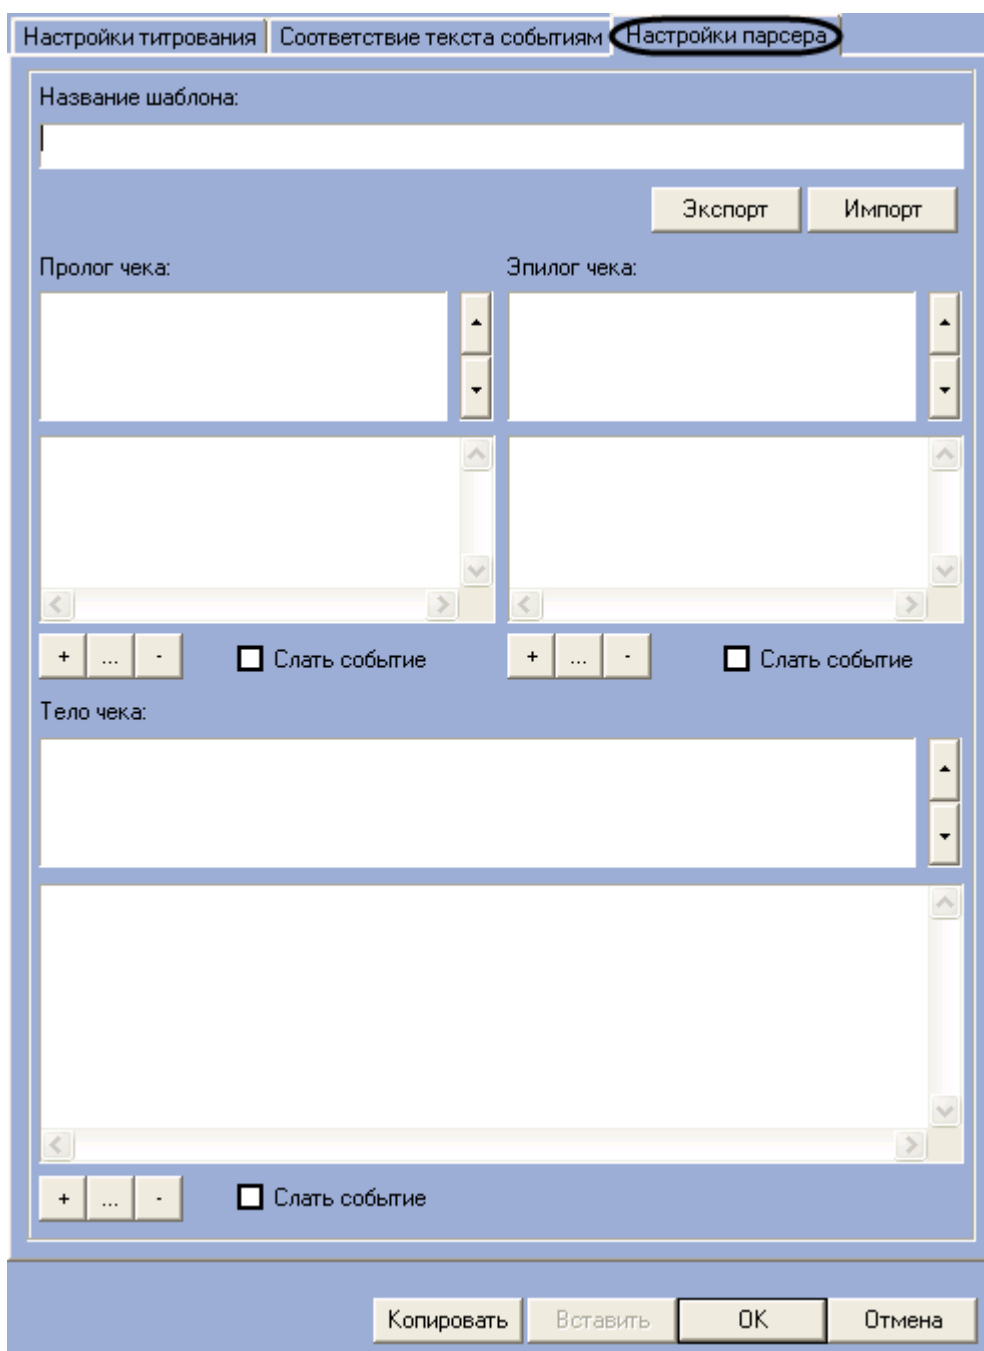 Настройки титрования Соответствие текста событиям Настройки парсера
Название шаблона:
Экспорт Импорт
Пролог чека: Эпилог чека:
+ ... - Слать событие + ... - Слать событие
Тело чека:
+ ... - Слать событие
Копировать Вставить OK Отмена